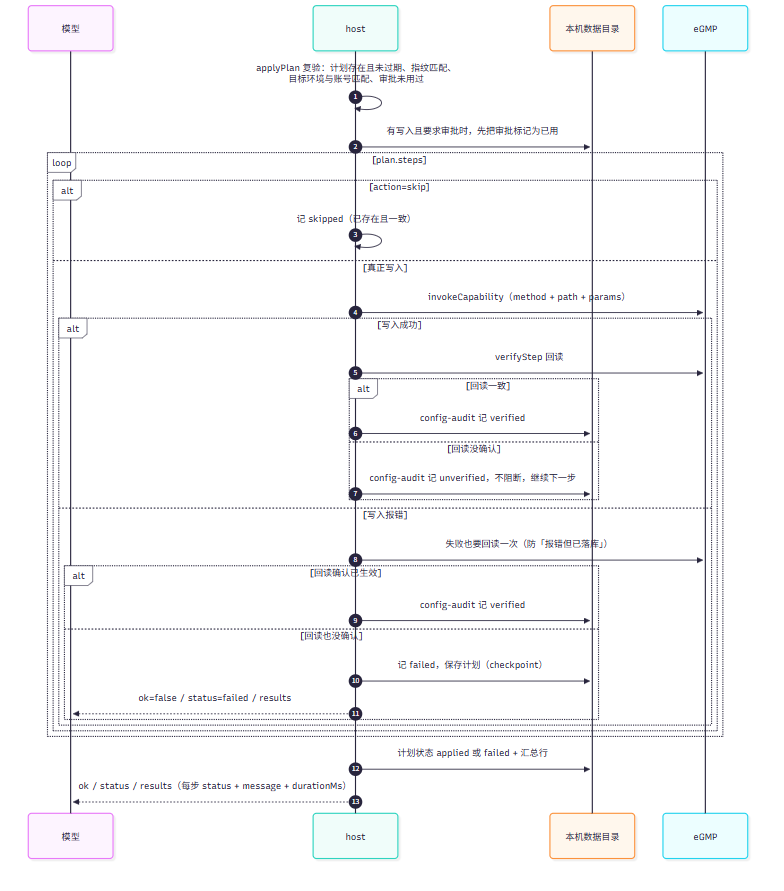 模型
host
本机数据目录
eGMP
applyPlan 复验：计划存在且未过期、指纹匹配、
目标环境与账号匹配、审批未用过
1
有写入且要求审批时，先把审批标记为已用
2
loop
[plan.steps]
alt
[action=skip]
记 skipped（已存在且一致）
3
[真正写入]
invokeCapability（method + path + params）
4
alt
[写入成功]
verifyStep 回读
5
alt
[回读一致]
config-audit 记 verified
6
[回读没确认]
config-audit 记 unverified，不阻断，继续下一步
7
[写入报错]
失败也要回读一次（防「报错但已落库」）
8
alt
[回读确认已生效]
config-audit 记 verified
9
[回读也没确认]
记 failed，保存计划（checkpoint）
10
ok=false / status=failed / results
11
计划状态 applied 或 failed + 汇总行
12
ok / status / results（每步 status + message + durationMs）
13
模型
host
本机数据目录
eGMP